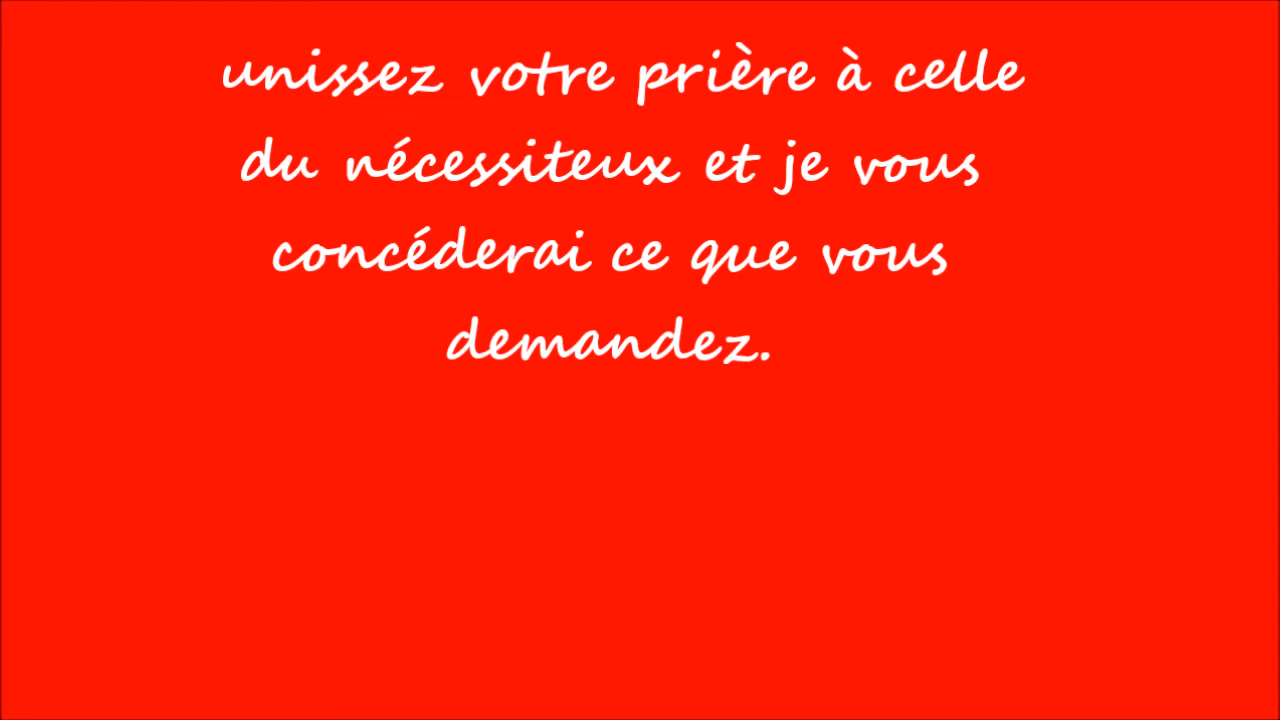 unissez votre prière à celle
du nécessiteux et je vous
concéderai ce que vous
demandez.